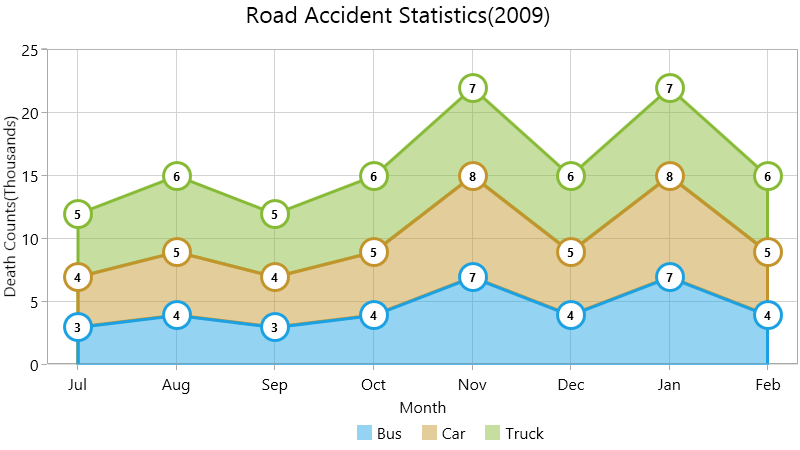 Road Accident Statistics(2009)
Death Counts(Thousands)
25
20
15
10
5
0
5 6 5 6 7 6 7 6
4 5 4 5 8 5 8 5
3 4 3 4 7 4 7 4
Jul Aug Sep Oct Nov Dec Jan Feb
Month
Bus Car Truck